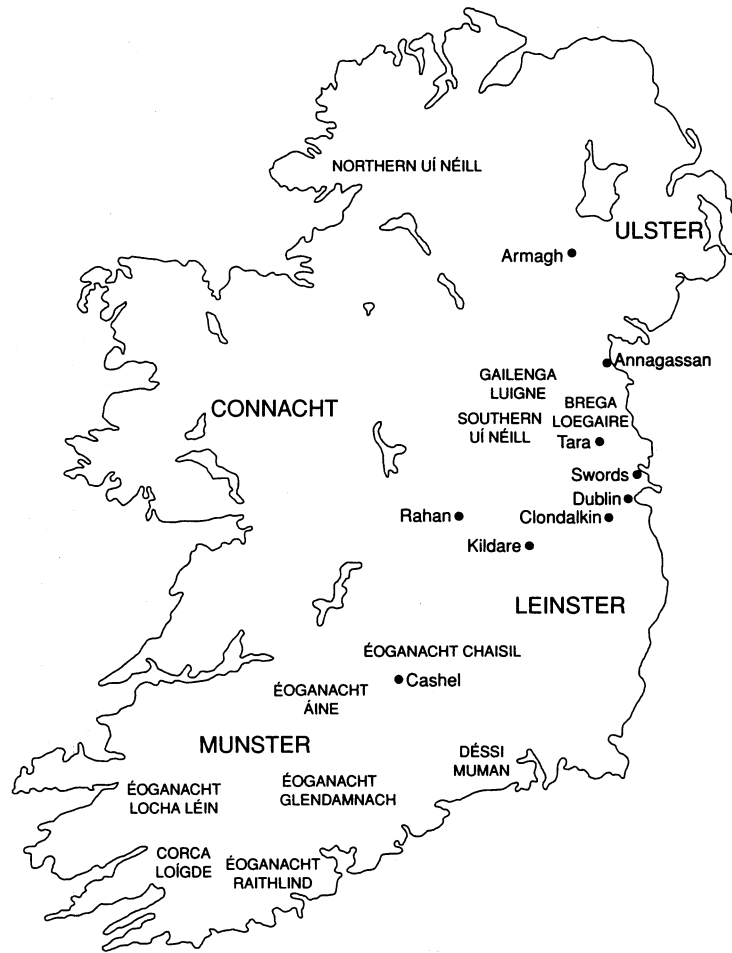 NORTHERN UÍ NÉILL
ULSTER
Armagh
Annagassan
GAILENGA
LUIGNE
CONNACHT
BREGA
LOEGAIRE
SOUTHERN
UÍ NÉILL
Tara
Swords
Dublin
Rahan
Clondalkin
Kildare
LEINSTER
ÉOGANACHT CHAISIL
Cashel
ÉOGANACHT
ÁINE
MUNSTER
DÉSSI
MUMAN
ÉOGANACHT
LOCHA LÉIN
ÉOGANACHT
GLENDAMNACH
CORCA
LOÍGDE
ÉOGANACHT
RAITHLIND